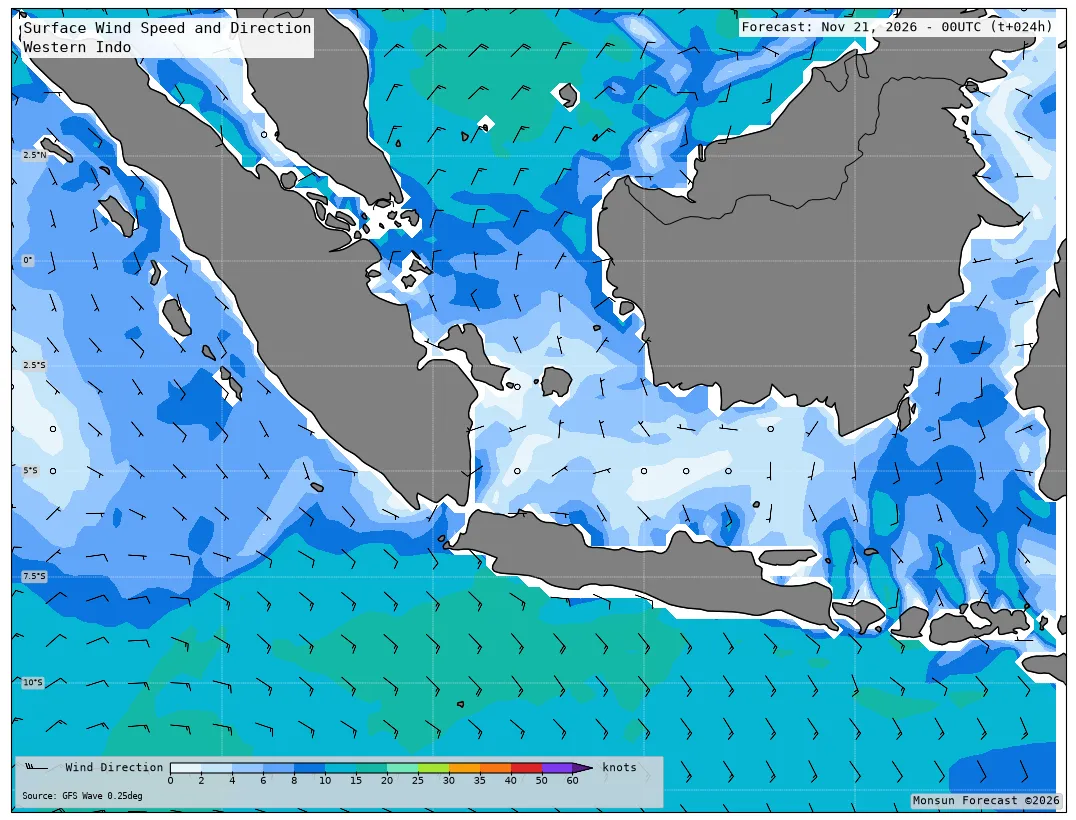 Surface Wind Speed and Direction
Western Indo
Forecast: Nov 21, 2026 - 00UTC (t+024h)
2.5°N
0°
2.5°S
5°S
7.5°S
10°S
Wind Direction
0 2 4 6 8 10 15 20 25 30 35 40 50 60
knots
Source: GFS Wave 0.25deg
Monsun Forecast ©2026